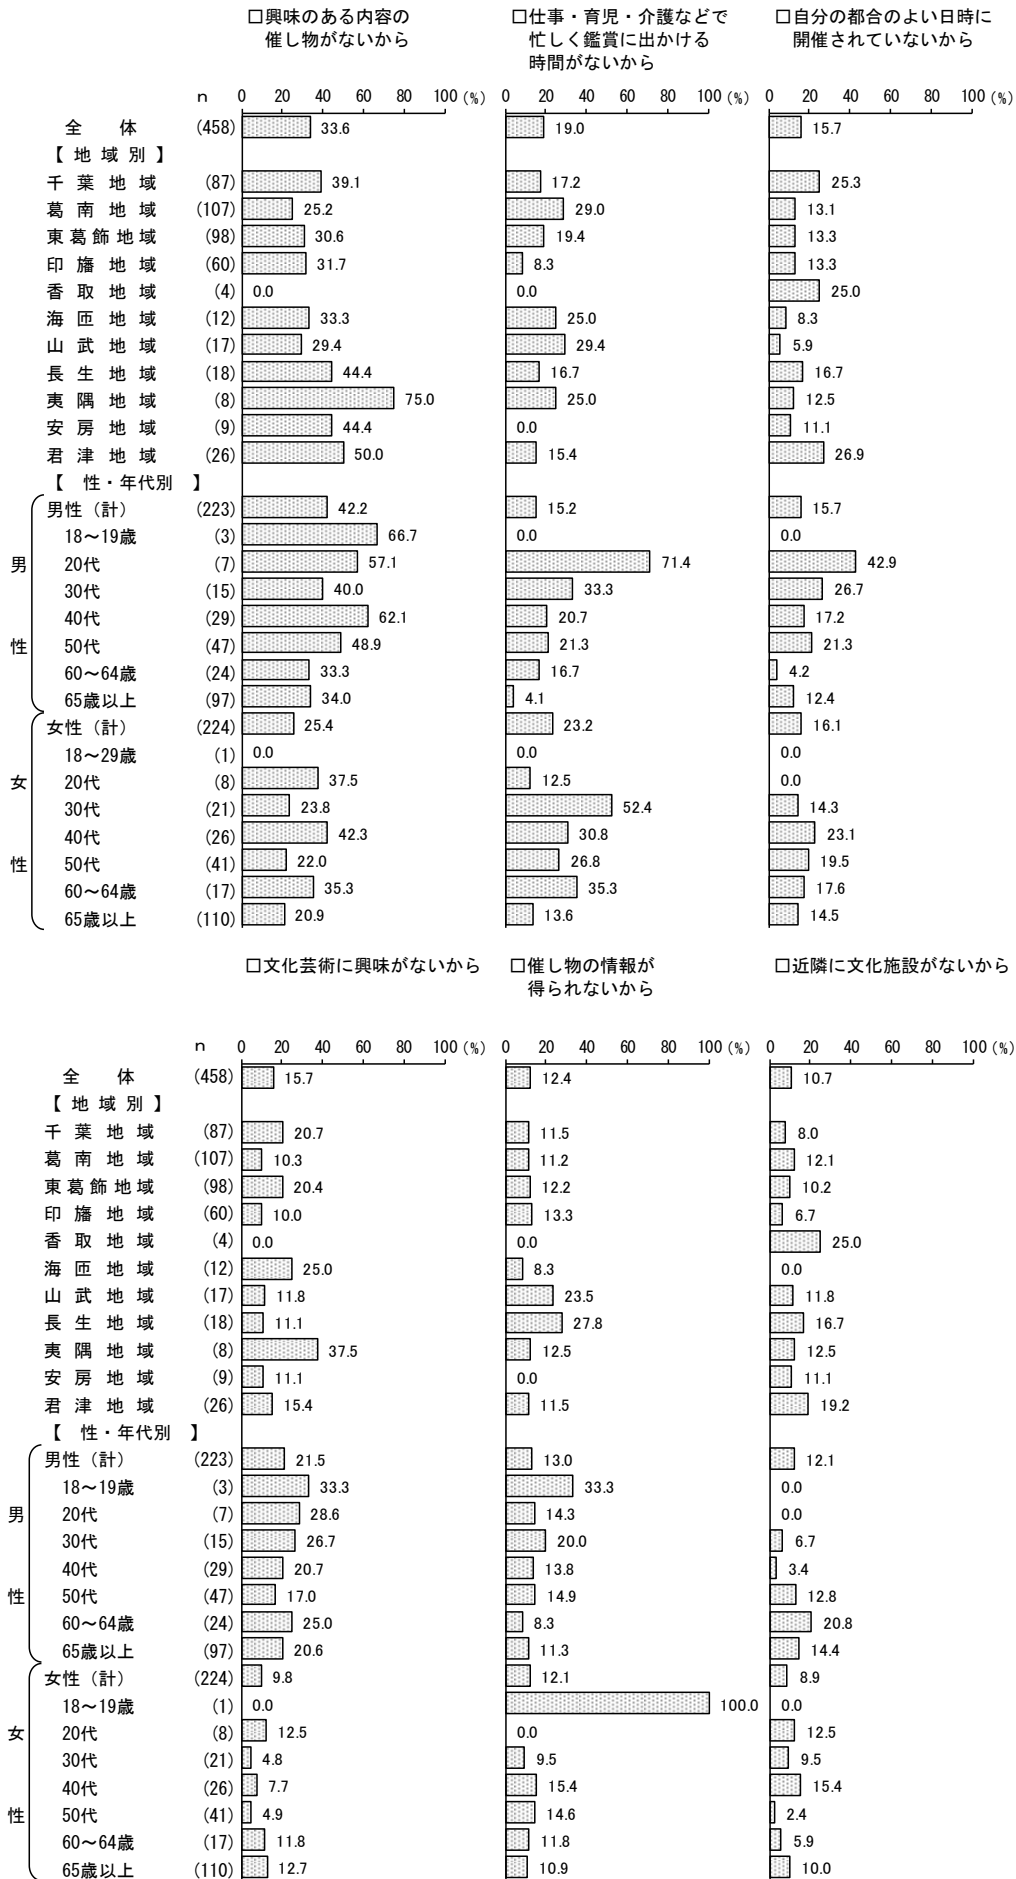 □興味のある内容の
催し物がないから
□仕事・育児・介護などで
忙しく鑑賞に出かける
時間がないから
□自分の都合のよい日時に
開催されていないから
n 0 20 40 60 80 100 (%) 0 20 40 60 80 100 (%) 0 20 40 60 80 100 (%)
全 体 (458) 33.6 19.0 15.7
【 地 域 別 】
千 葉 地 域 (87) 39.1 17.2 25.3
葛 南 地 域 (107) 25.2 29.0 13.1
東 葛 飾 地 域 (98) 30.6 19.4 13.3
印 旛 地 域 (60) 31.7 8.3 13.3
香 取 地 域 (4) 0.0 0.0 25.0
海 匝 地 域 (12) 33.3 25.0 8.3
山 武 地 域 (17) 29.4 29.4 5.9
長 生 地 域 (18) 44.4 16.7 16.7
夷 隅 地 域 (8) 75.0 25.0 12.5
安 房 地 域 (9) 44.4 0.0 11.1
君 津 地 域 (26) 50.0 15.4 26.9
【 性・年代別 】
男性（計） (223) 42.2 15.2 15.7
18～19歳 (3) 66.7 0.0 0.0
男 20代 (7) 57.1 71.4 42.9
30代 (15) 40.0 33.3 26.7
40代 (29) 62.1 20.7 17.2
性 50代 (47) 48.9 21.3 21.3
60～64歳 (24) 33.3 16.7 4.2
65歳以上 (97) 34.0 4.1 12.4
女性（計） (224) 25.4 23.2 16.1
18～29歳 (1) 0.0 0.0 0.0
女 20代 (8) 37.5 12.5 0.0
30代 (21) 23.8 52.4 14.3
40代 (26) 42.3 30.8 23.1
性 50代 (41) 22.0 26.8 19.5
60～64歳 (17) 35.3 35.3 17.6
65歳以上 (110) 20.9 13.6 14.5
□文化芸術に興味がないから
□催し物の情報が
得られないから
□近隣に文化施設がないから
n 0 20 40 60 80 100 (%) 0 20 40 60 80 100 (%) 0 20 40 60 80 100 (%)
全 体 (458) 15.7 12.4 10.7
【 地 域 別 】
千 葉 地 域 (87) 20.7 11.5 8.0
葛 南 地 域 (107) 10.3 11.2 12.1
東 葛 飾 地 域 (98) 20.4 12.2 10.2
印 旛 地 域 (60) 10.0 13.3 6.7
香 取 地 域 (4) 0.0 0.0 25.0
海 匝 地 域 (12) 25.0 8.3 0.0
山 武 地 域 (17) 11.8 23.5 11.8
長 生 地 域 (18) 11.1 27.8 16.7
夷 隅 地 域 (8) 37.5 12.5 12.5
安 房 地 域 (9) 11.1 0.0 11.1
君 津 地 域 (26) 15.4 11.5 19.2
【 性・年代別 】
男性（計） (223) 21.5 13.0 12.1
18～19歳 (3) 33.3 33.3 0.0
男 20代 (7) 28.6 14.3 0.0
30代 (15) 26.7 20.0 6.7
40代 (29) 20.7 13.8 3.4
性 50代 (47) 17.0 14.9 12.8
60～64歳 (24) 25.0 8.3 20.8
65歳以上 (97) 20.6 11.3 14.4
女性（計） (224) 9.8 12.1 8.9
18～19歳 (1) 0.0 100.0 0.0
女 20代 (8) 12.5 0.0 12.5
30代 (21) 4.8 9.5 9.5
40代 (26) 7.7 15.4 15.4
性 50代 (41) 4.9 14.6 2.4
60～64歳 (17) 11.8 11.8 5.9
65歳以上 (110) 12.7 10.9 10.0